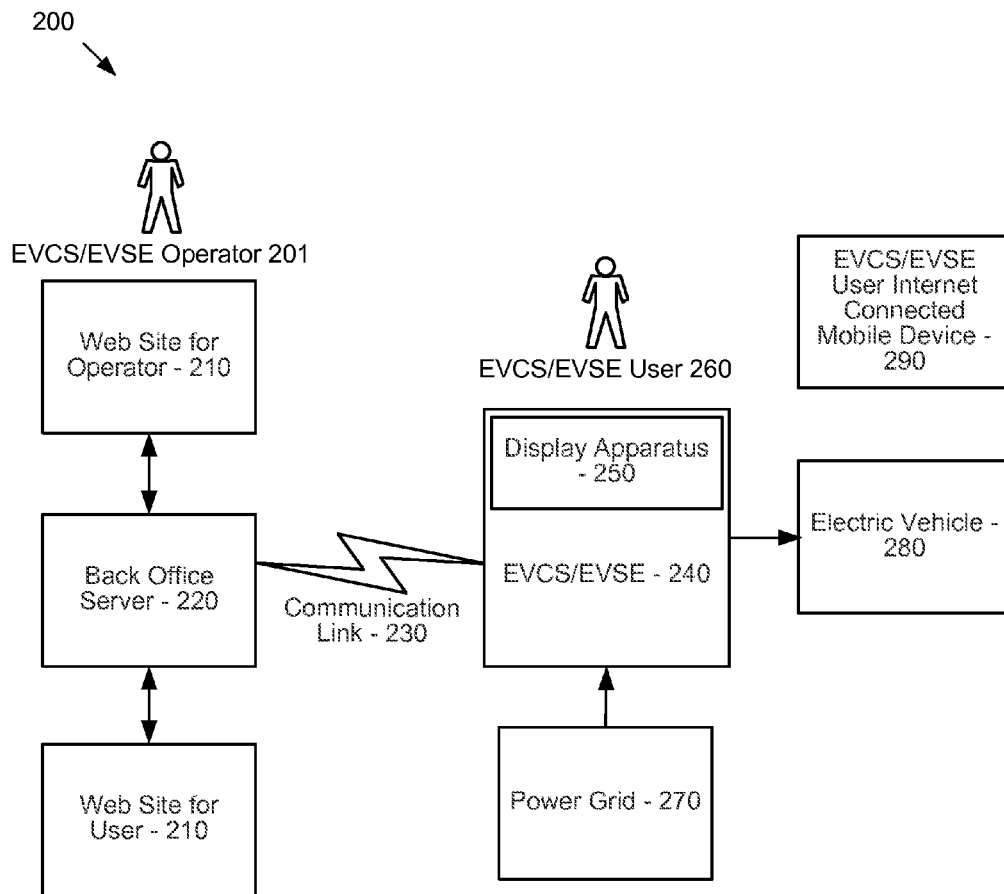 200
EVCS/EVSE Operator 201
Web Site for
Operator - 210
Back Office
Server - 220
Web Site for
User - 210
Communication
Link - 230
EVCS/EVSE User 260
Display Apparatus
- 250
EVCS/EVSE - 240
Power Grid - 270
EVCS/EVSE
User Internet
Connected
Mobile Device -
290
Electric Vehicle -
280